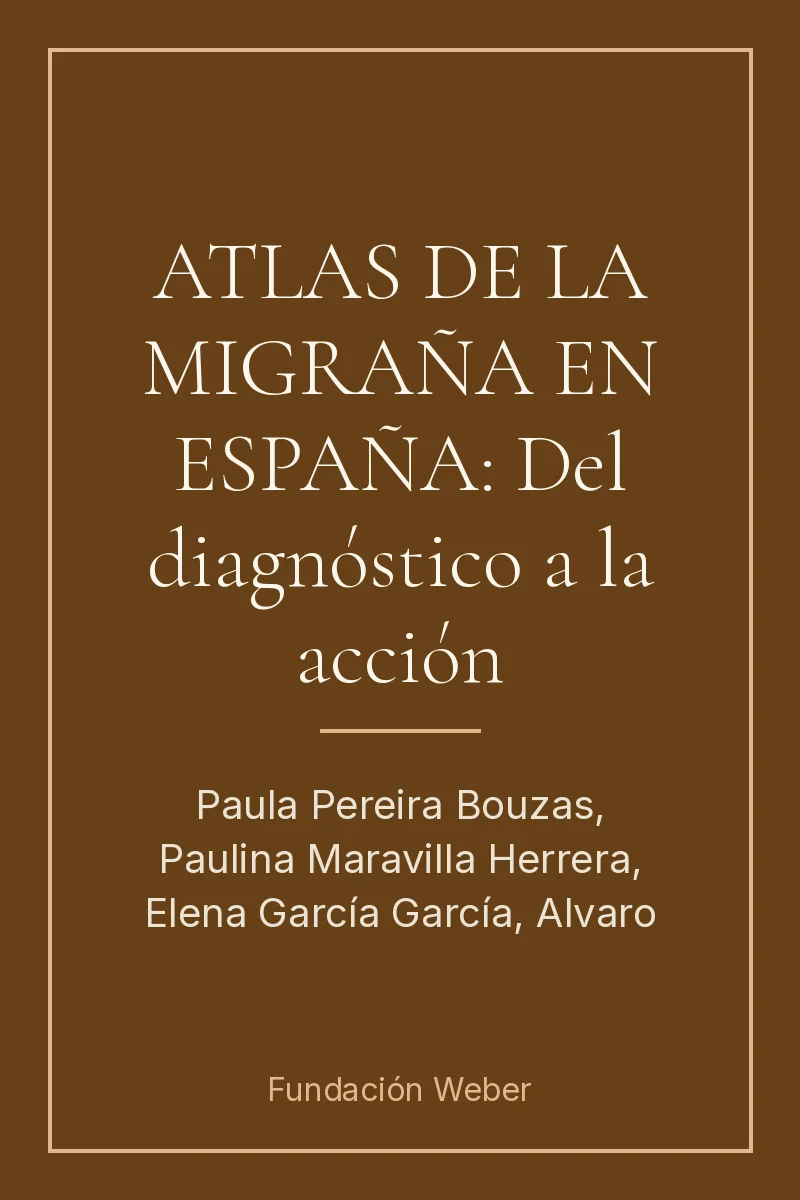 ATLAS DE LA
MIGRAÑA EN
ESPAÑA: Del
diagnóstico a la
acción
Paula Pereira Bouzas,
Paulina Maravilla Herrera,
Elena García García, Alvaro
Fundación Weber